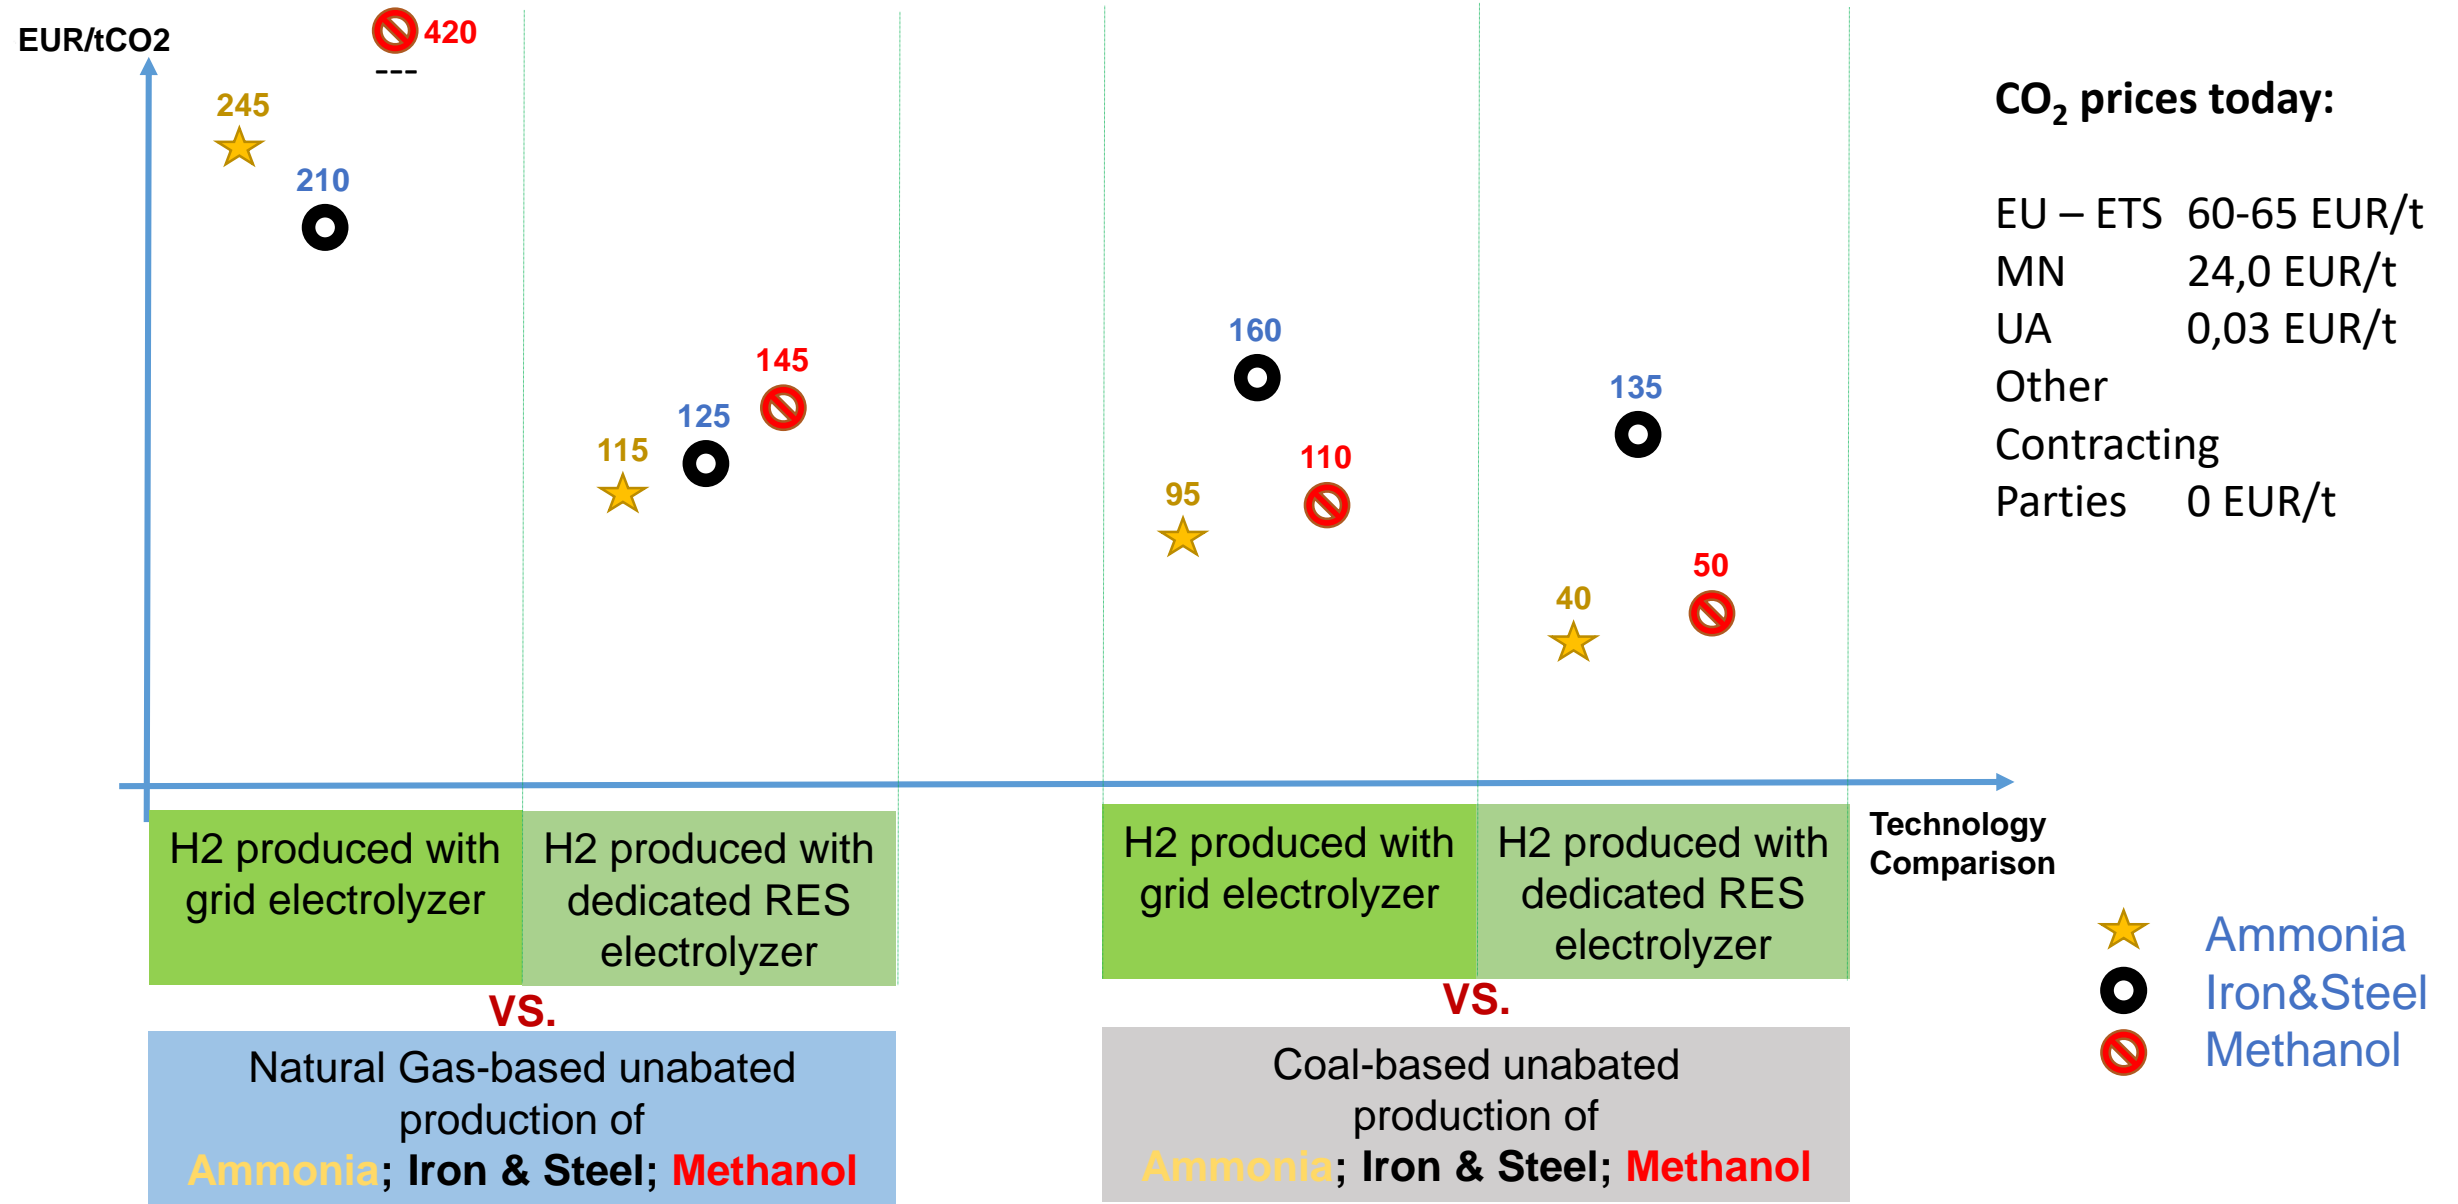 EUR/tCO2
420
---
245
210
145
125
115
160
135
110
95
50
40
CO2 prices today:
EU – ETS 60-65 EUR/t
MN 24,0 EUR/t
UA 0,03 EUR/t
Other
Contracting
Parties 0 EUR/t
H2 produced with
grid electrolyzer
H2 produced with
dedicated RES
electrolyzer
H2 produced with
grid electrolyzer
H2 produced with
dedicated RES
electrolyzer
Technology
Comparison
VS.
VS.
Natural Gas-based unabated
production of
Ammonia; Iron & Steel; Methanol
Coal-based unabated
production of
Ammonia; Iron & Steel; Methanol
Ammonia
Iron&Steel
Methanol